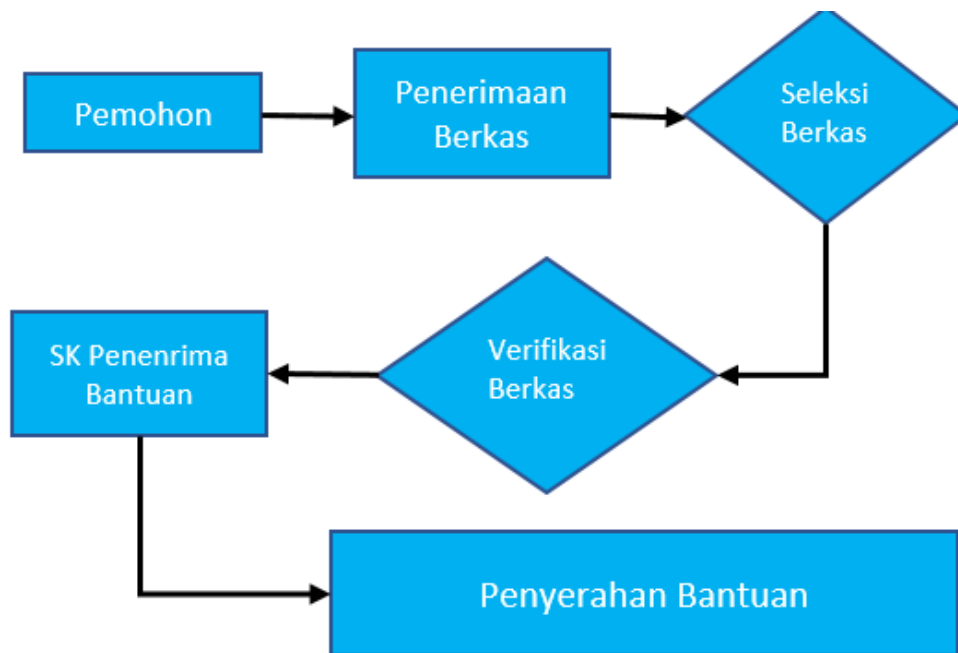 Pemohon
Penerimaan
Berkas
Seleksi
Berkas
Verifikasi
Berkas
SK Penenrima
Bantuan
Penyerahan Bantuan